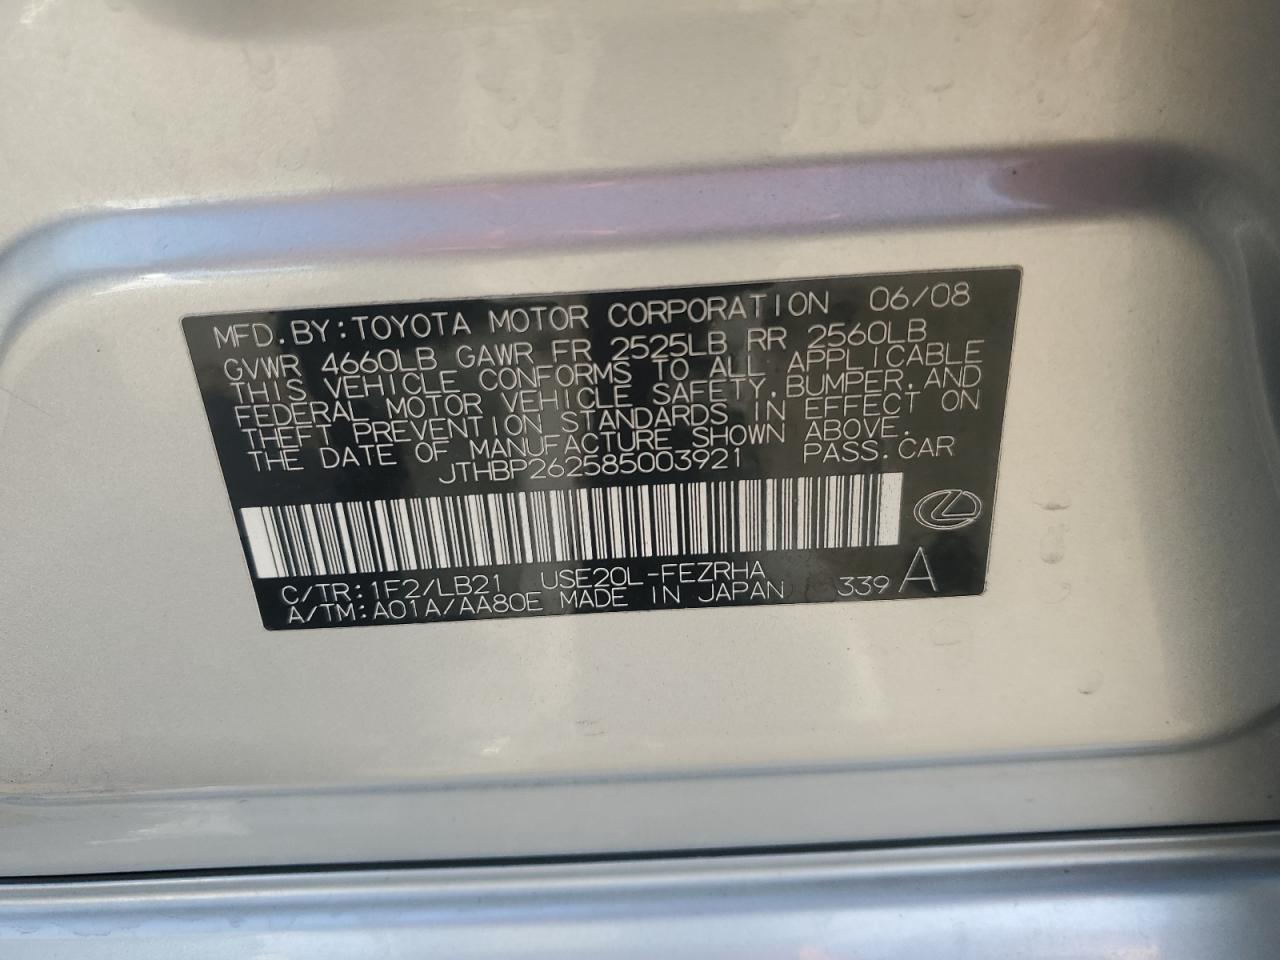 MFD.BY:TOYOTA MOTOR CORPORATION 06/08
GVWR 4660LB GAWR FR 2525LB RR 2560LB
THIS VEHICLE CONFORMS TO ALL APPLICABLE
FEDERAL MOTOR VEHICLE SAFETY,BUMPER,AND
THEFT PREVENTION STANDARDS IN EFFECT ON
THE DATE OF MANUFACTURE SHOWN ABOVE.
JTHBP262585003921 PASS.CAR
C/TR:1F2/LB21 USE20L-FEZRHA
A/TM:A01A/AA80E MADE IN JAPAN 339 A